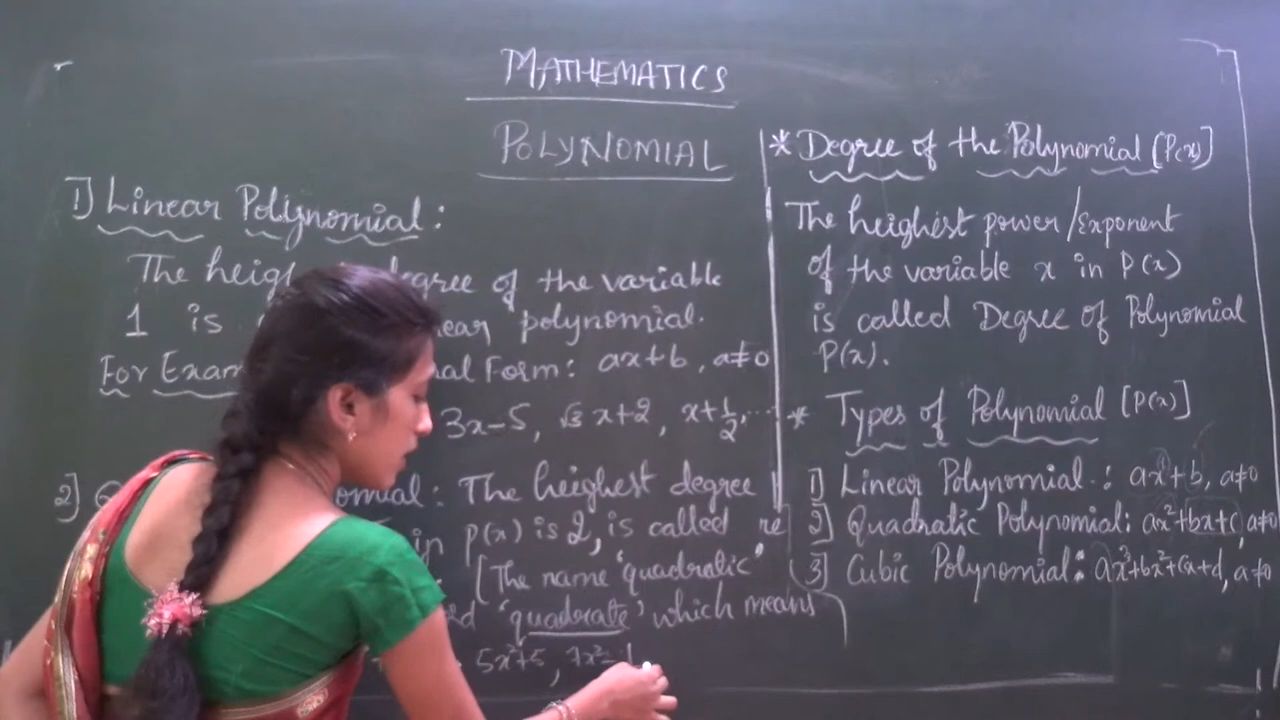 MATHEMATICS
POLYNOMIAL
1] Linear Polynomial :
The heigh degree of the variable
1 is near polynomial.
For Exam al Form : ax+b , a≠0
3x-5, √3 x+2 , x+1/2, ...
2] Q nomial : The heighest degree
in p(x) is 2, is called
[The name 'quadratic'
'quadrate' which means
5x²+5 , 7x²-
* Degree of the Polynomial [P(x)]
The heighest power/Exponent
of the variable x in P(x)
is called Degree of Polynomial
P(x).
* Types of Polynomial [P(x)]
1] Linear Polynomial . : ax¹+b, a≠0
2] Quadratic Polynomial: ax²+bx+c, a≠0
3] Cubic Polynomial : ax³+bx²+cx+d, a≠0